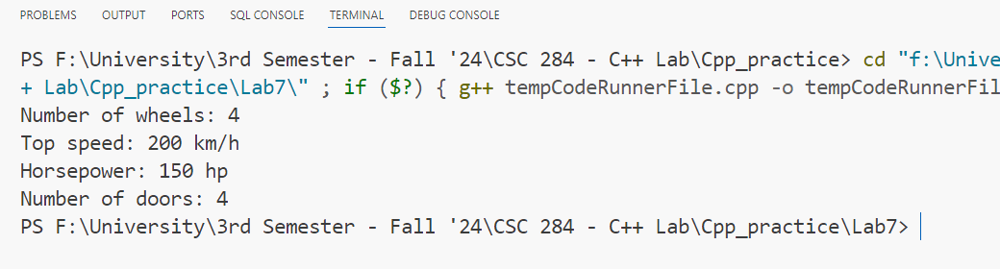 PROBLEMS OUTPUT PORTS SQL CONSOLE TERMINAL DEBUG CONSOLE
PS F:\University\3rd Semester - Fall '24\CSC 284 - C++ Lab\Cpp_practice> cd "f:\Unive
+ Lab\Cpp_practice\Lab7\" ; if ($?) { g++ tempCodeRunnerFile.cpp -o tempCodeRunnerFil
Number of wheels: 4
Top speed: 200 km/h
Horsepower: 150 hp
Number of doors: 4
PS F:\University\3rd Semester - Fall '24\CSC 284 - C++ Lab\Cpp_practice\Lab7>